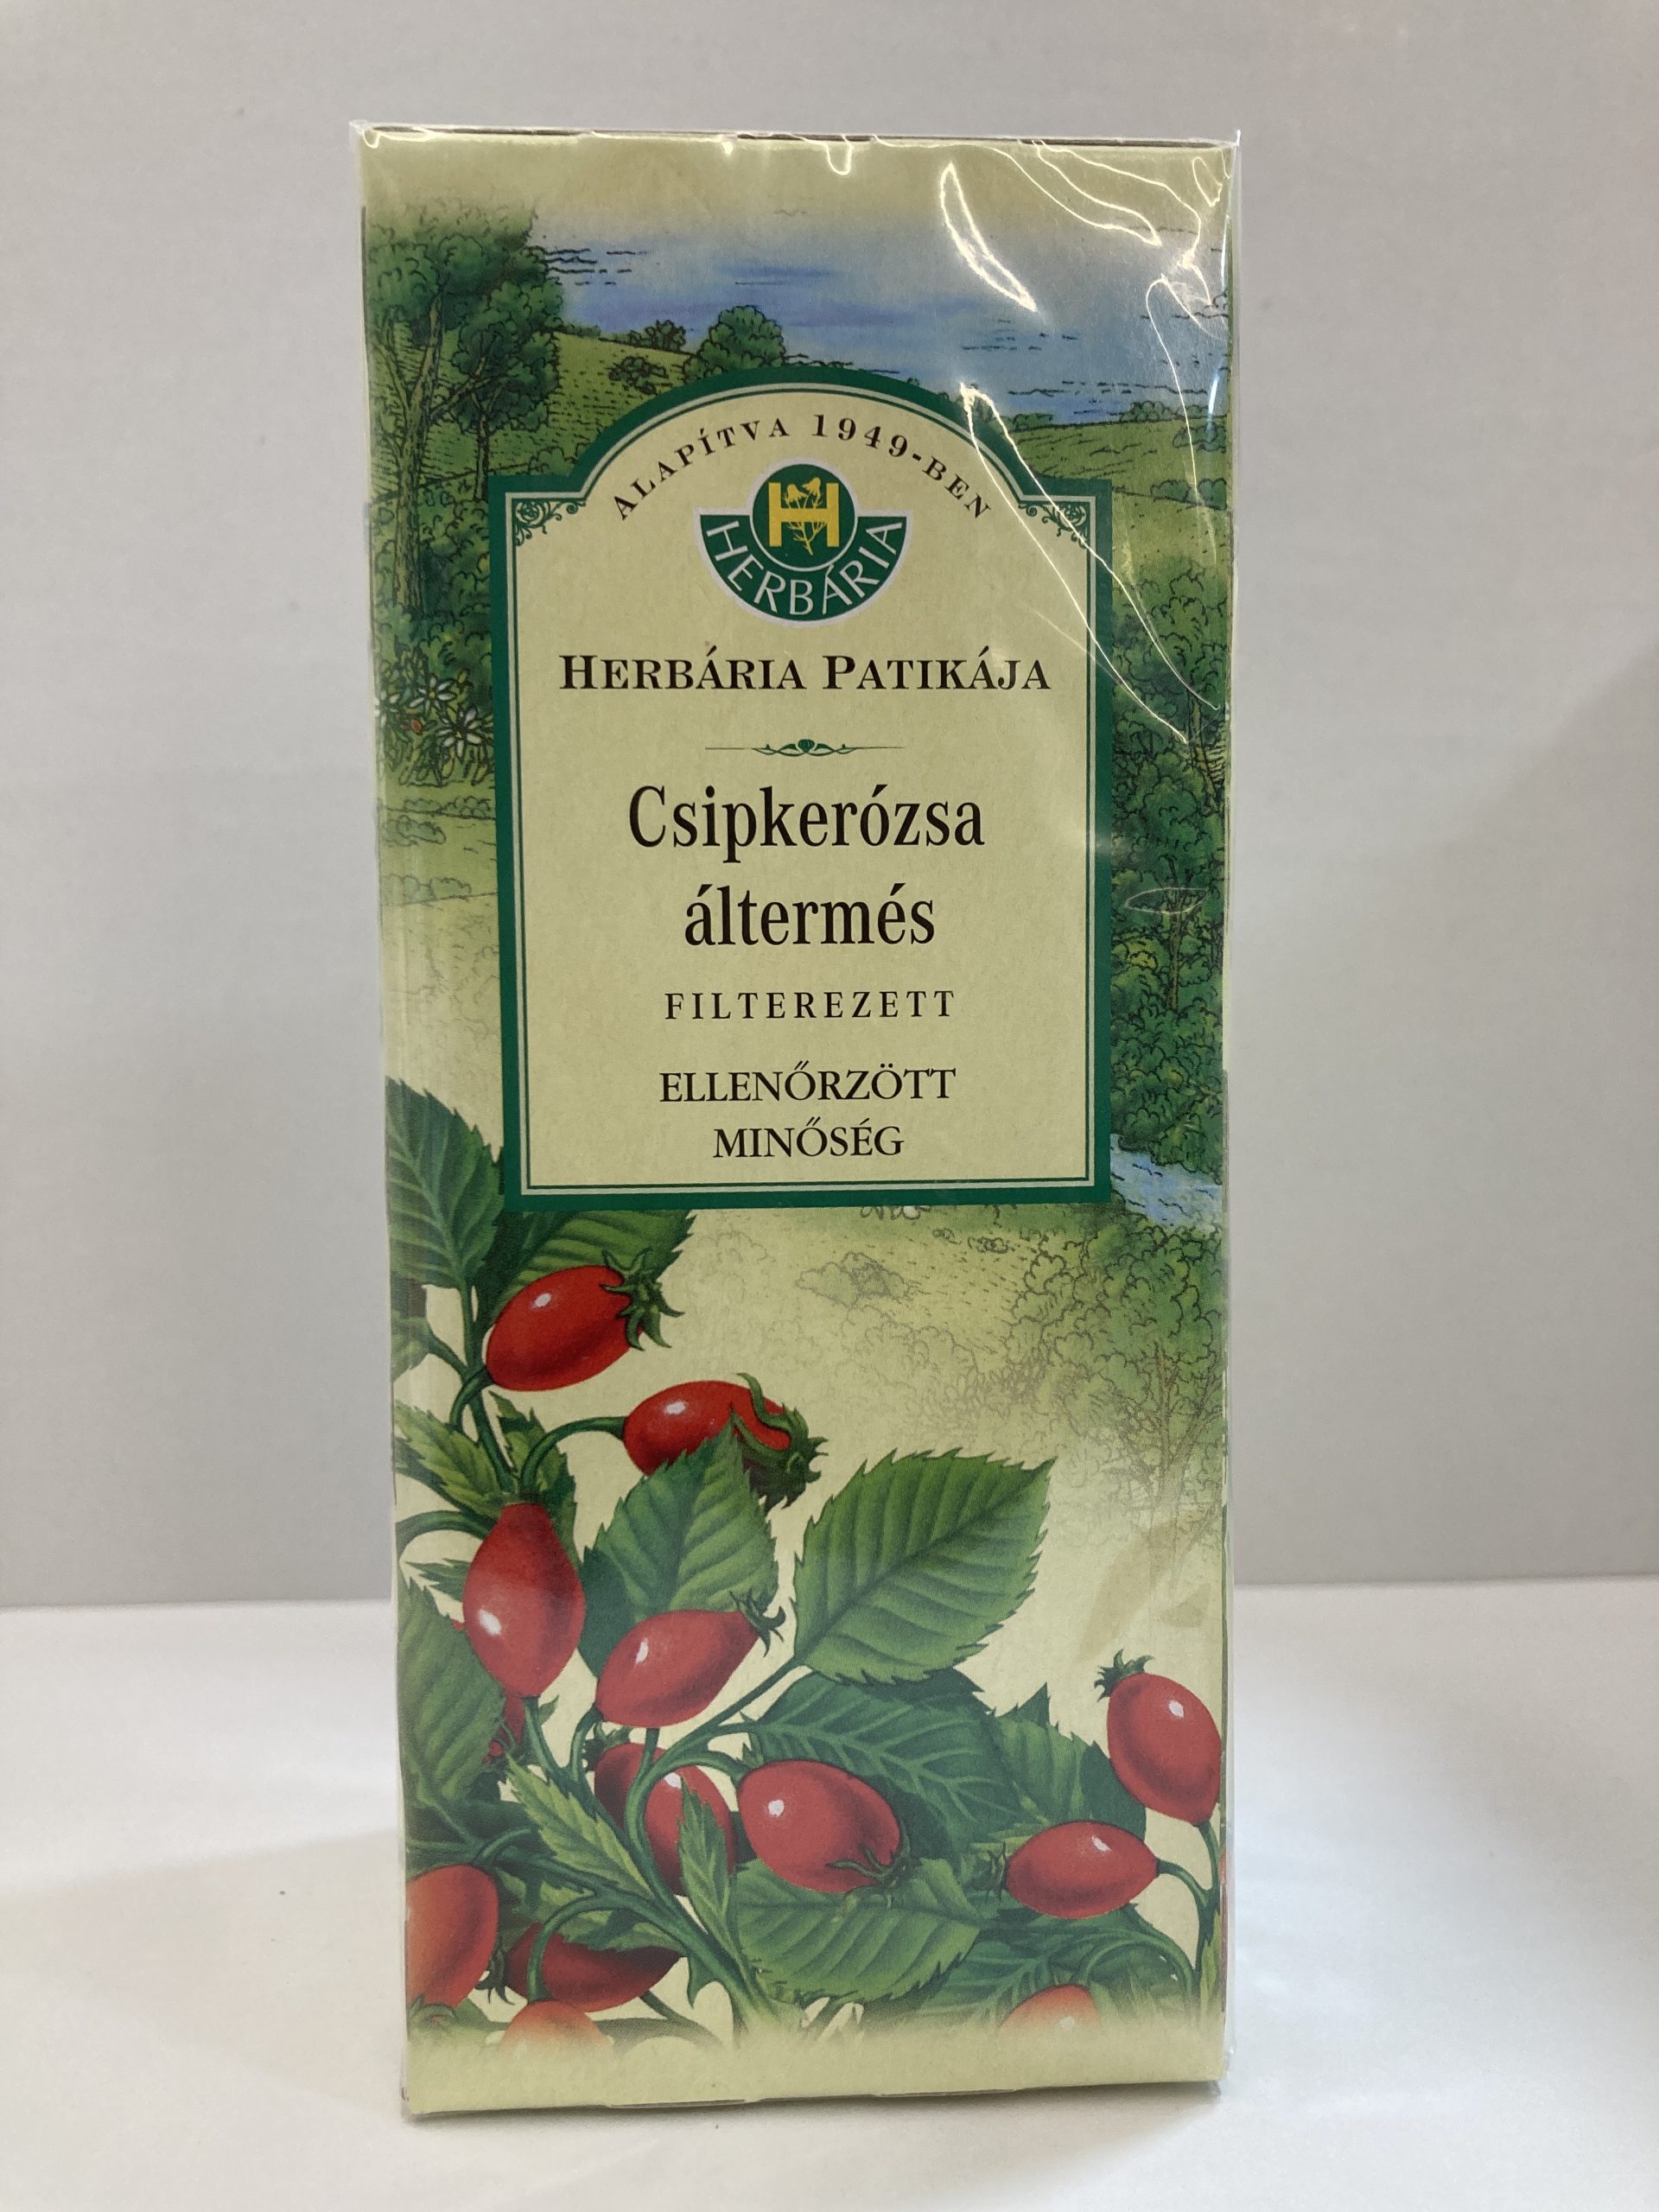 ALAPÍTVA 1949-BEN
H
HERBÁRIA
HERBÁRIA PATIKÁJA
Csipkerózsa
áltermés
FILTEREZETT
ELLENŐRZÖTT
MINŐSÉG